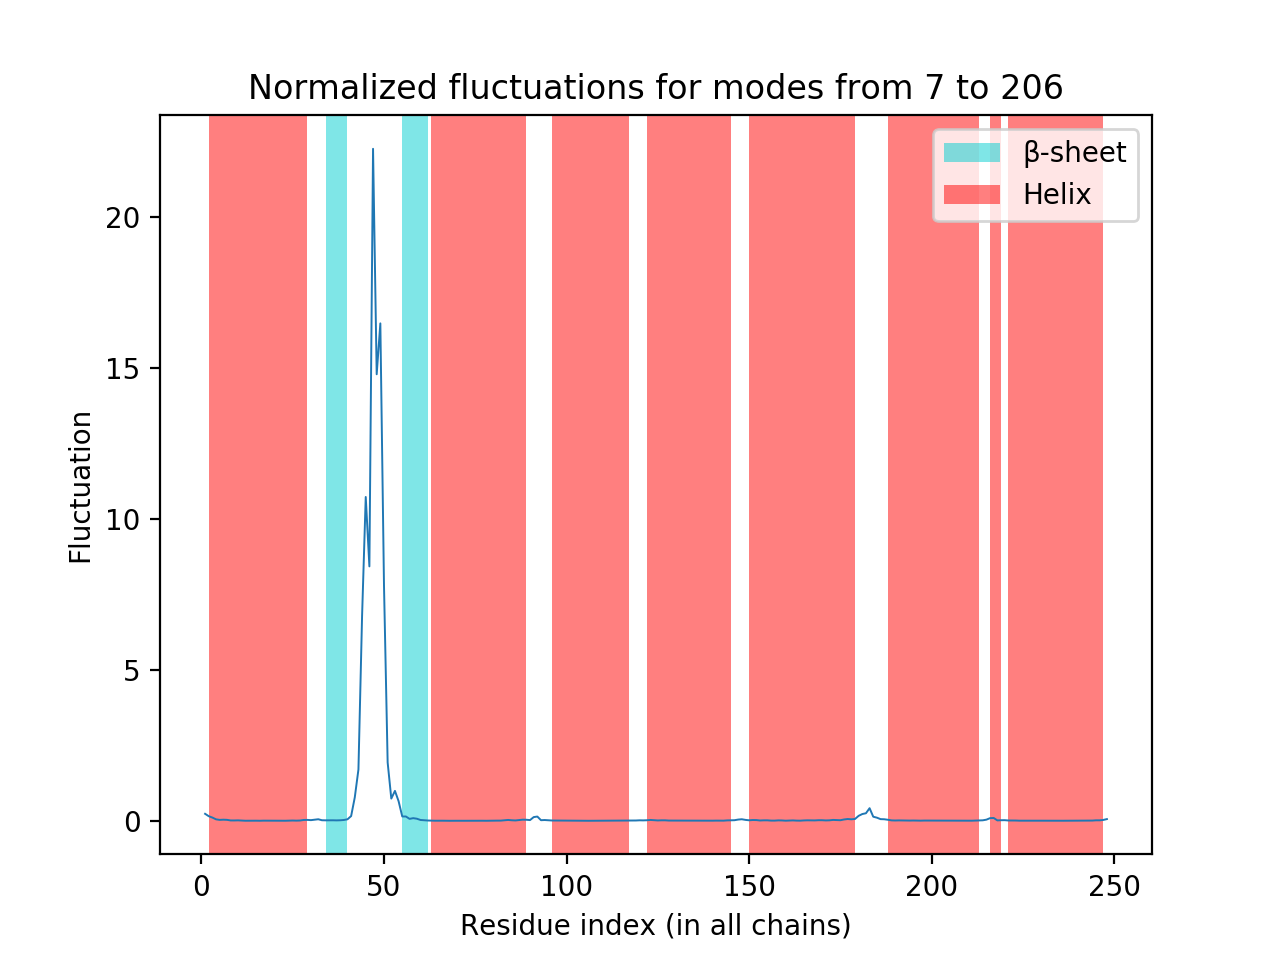 Normalized fluctuations for modes from 7 to 206
β-sheet
Helix
20
15
10
5
0
Fluctuation
0 50 100 150 200 250
Residue index (in all chains)